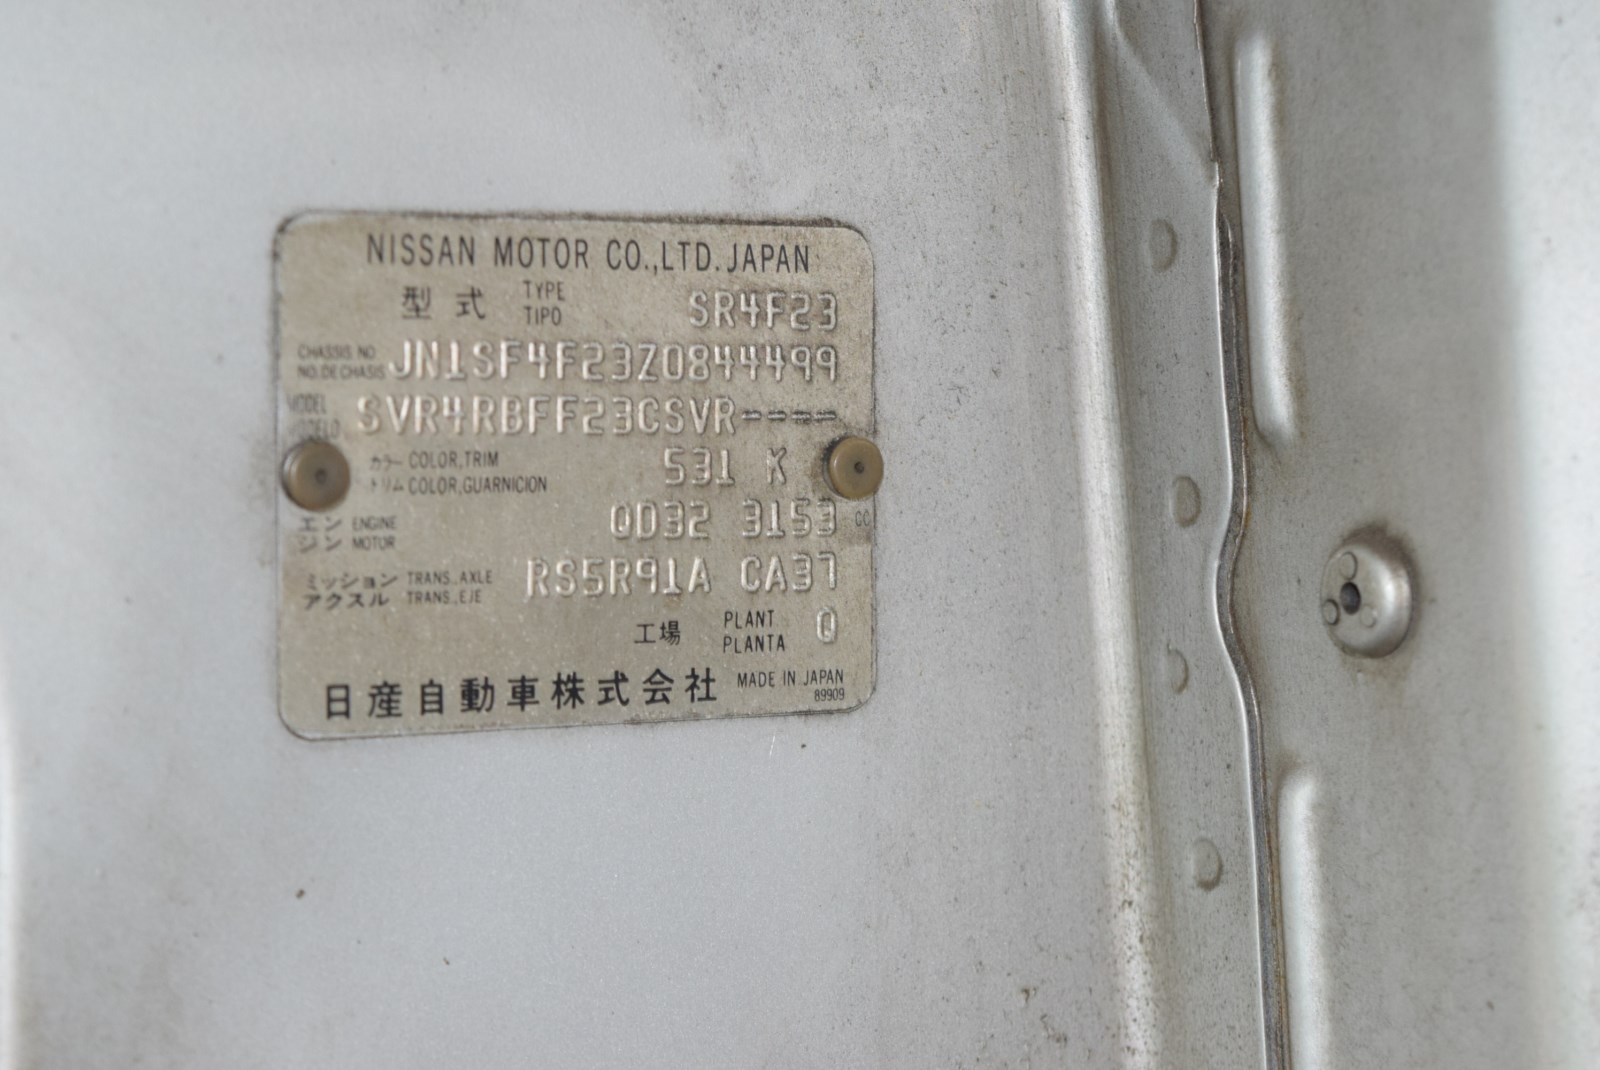 NISSAN MOTOR CO.,LTD. JAPAN
型式 TYPE TIPO SR4F23
CHASSIS NO. NO. DE CHASIS JN1SF4F23Z0844499
MODEL MODELO SVR4RBFF23CSVR----
カラー COLOR,TRIM 531 K
トリム COLOR,GUARNICION
エンジン ENGINE MOTOR QD32 3153 CC
ミッション TRANS.,AXLE RS5R91A CA37
アクスル TRANS.,EJE
工場 PLANT PLANTA Q
日産自動車株式会社 MADE IN JAPAN
89909